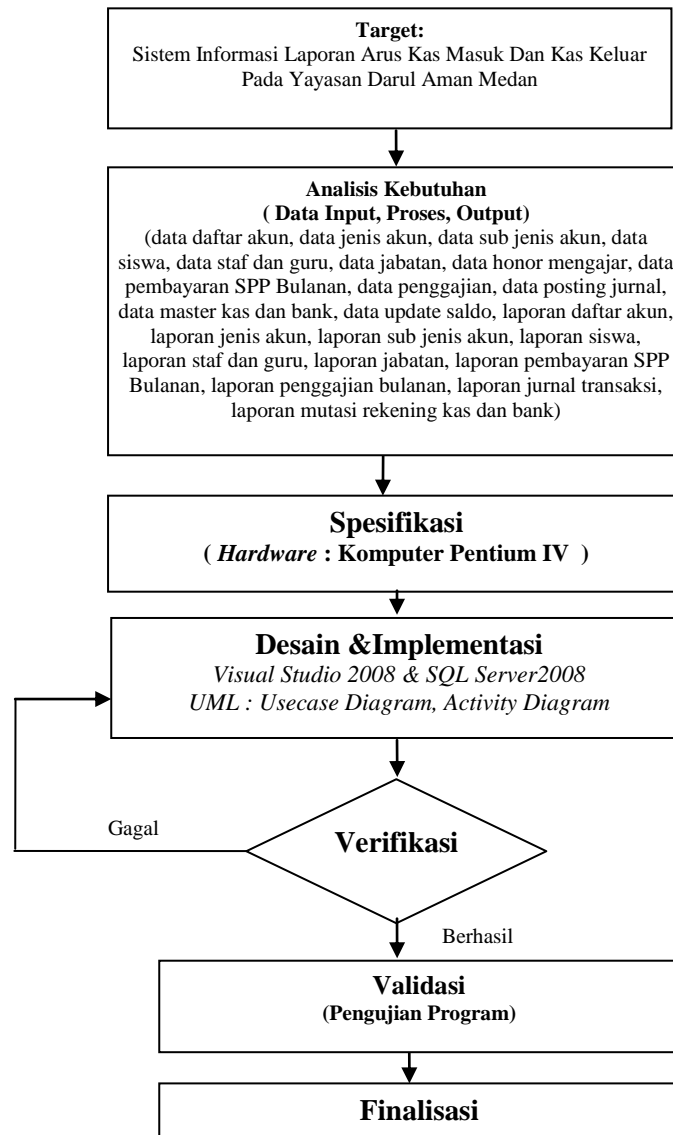 Target:
Sistem Informasi Laporan Arus Kas Masuk Dan Kas Keluar
Pada Yayasan Darul Aman Medan
Analisis Kebutuhan
( Data Input, Proses, Output)
(data daftar akun, data jenis akun, data sub jenis akun, data
siswa, data staf dan guru, data jabatan, data honor mengajar, data
pembayaran SPP Bulanan, data penggajian, data posting jurnal,
data master kas dan bank, data update saldo, laporan daftar akun,
laporan jenis akun, laporan sub jenis akun, laporan siswa,
laporan staf dan guru, laporan jabatan, laporan pembayaran SPP
Bulanan, laporan penggajian bulanan, laporan jurnal transaksi,
laporan mutasi rekening kas dan bank)
Spesifikasi
( Hardware : Komputer Pentium IV )
Desain &Implementasi
Visual Studio 2008 & SQL Server2008
UML : Usecase Diagram, Activity Diagram
Gagal
Verifikasi
Berhasil
Validasi
(Pengujian Program)
Finalisasi